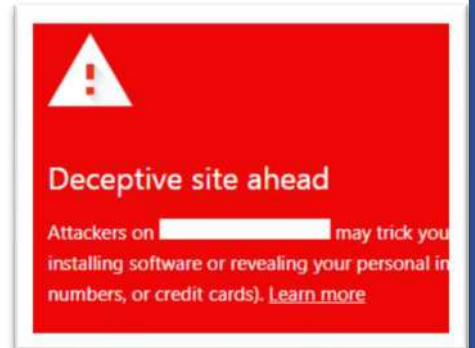 Deceptive site ahead
Attackers on may trick you
installing software or revealing your personal in
numbers, or credit cards). Learn more